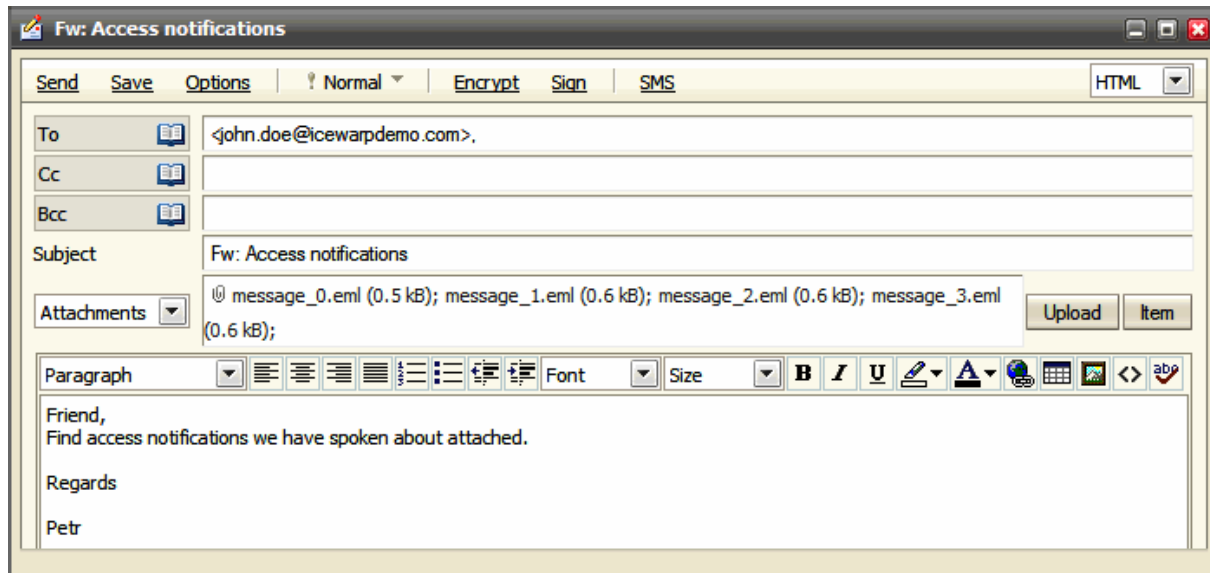 Fw: Access notifications
Send Save Options Normal Encrypt Sign SMS HTML
To <john.doe@icewarpdemo.com>,
Cc
Bcc
Subject Fw: Access notifications
Attachments message_0.eml (0.5 kB); message_1.eml (0.6 kB); message_2.eml (0.6 kB); message_3.eml
(0.6 kB);
Upload Item
Paragraph Font Size B I U A <> abc
Friend,
Find access notifications we have spoken about attached.
Regards
Petr